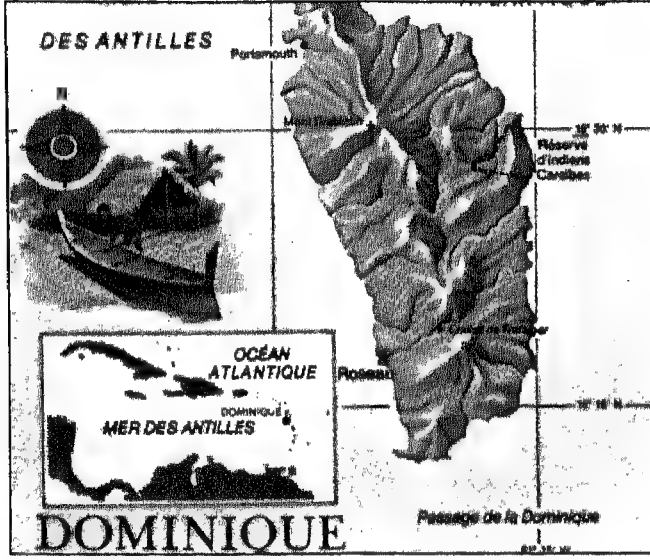 DES ANTILLES
Portsmouth
N
Réserve
d'Indiens
Caraïbes
OCÉAN
ATLANTIQUE
DOMINIQUE
MER DES ANTILLES
Roseau
Passage de la Dominique
DOMINIQUE